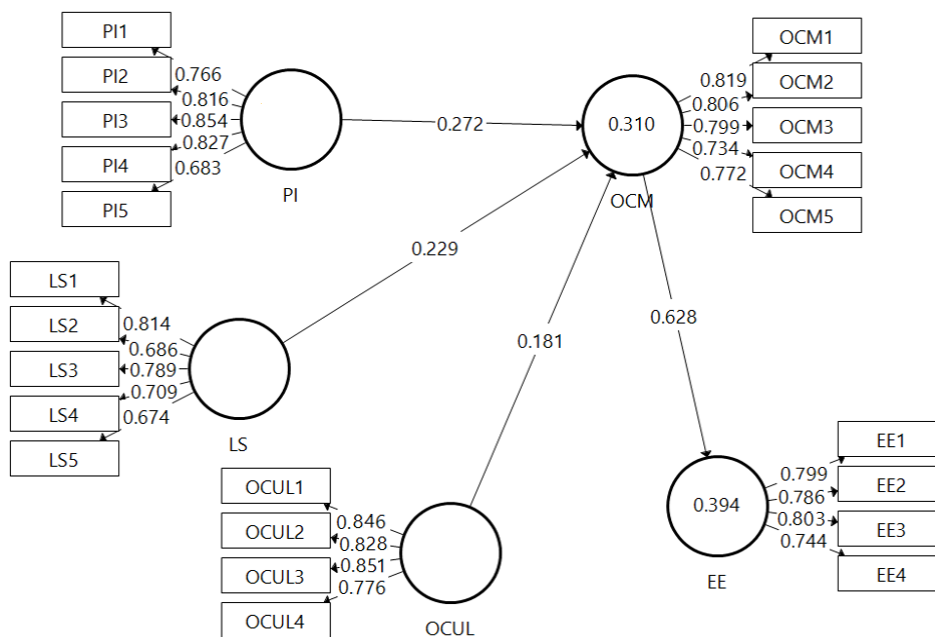 PI1
PI2
PI3
PI4
PI5
0.766
0.816
0.854
0.827
0.683
PI
0.272
0.310
OCM
0.819
0.806
0.799
0.734
0.772
OCM1
OCM2
OCM3
OCM4
OCM5
LS1
LS2
LS3
LS4
LS5
0.814
0.686
0.789
0.709
0.674
LS
0.229
0.181
0.628
OCUL1
OCUL2
OCUL3
OCUL4
0.846
0.828
0.851
0.776
OCUL
0.394
EE
0.799
0.786
0.803
0.744
EE1
EE2
EE3
EE4